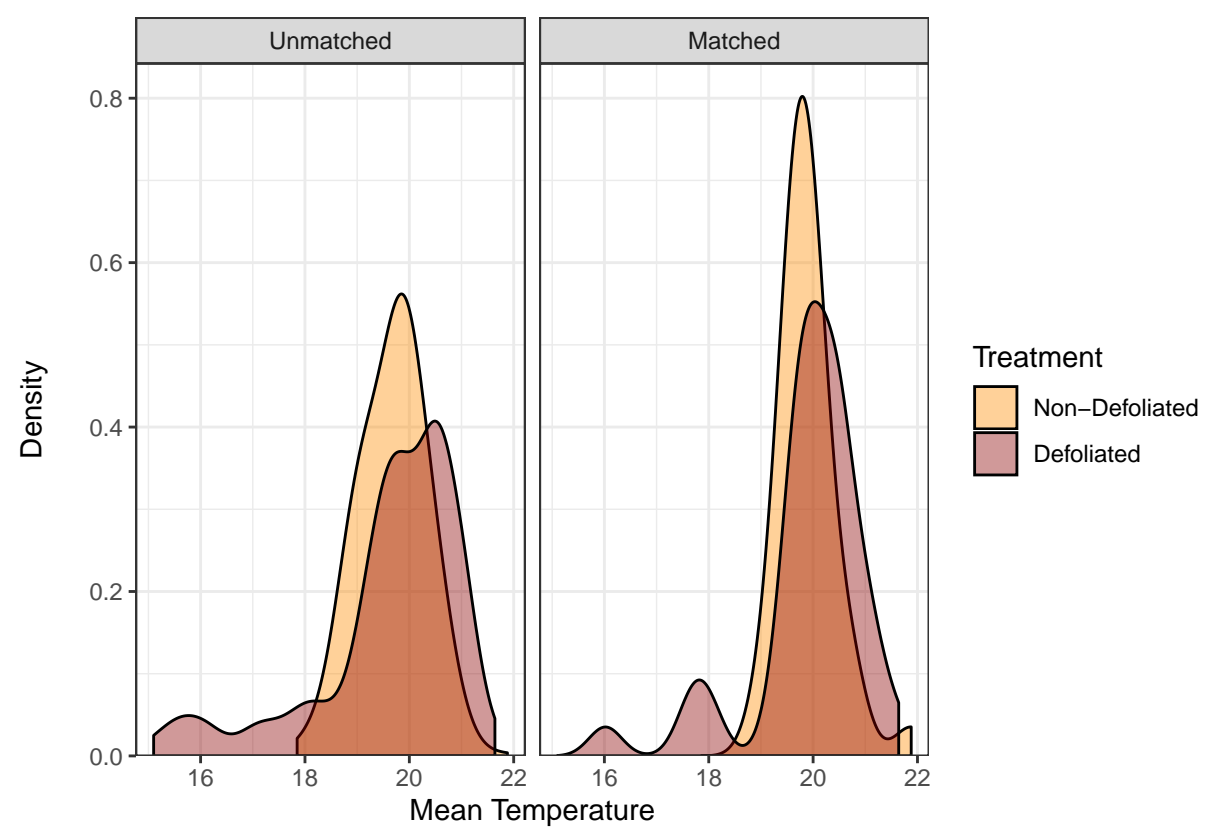 Unmatched
Matched
0.8
0.6
0.4
0.2
0.0
Density
16 18 20 22
16 18 20 22
Mean Temperature
Treatment
Non−Defoliated
Defoliated